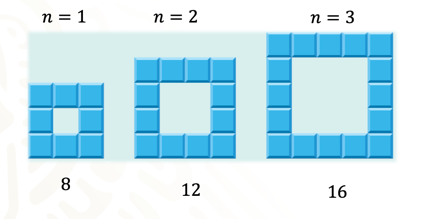 n = 1 n = 2 n = 3
8 12 16